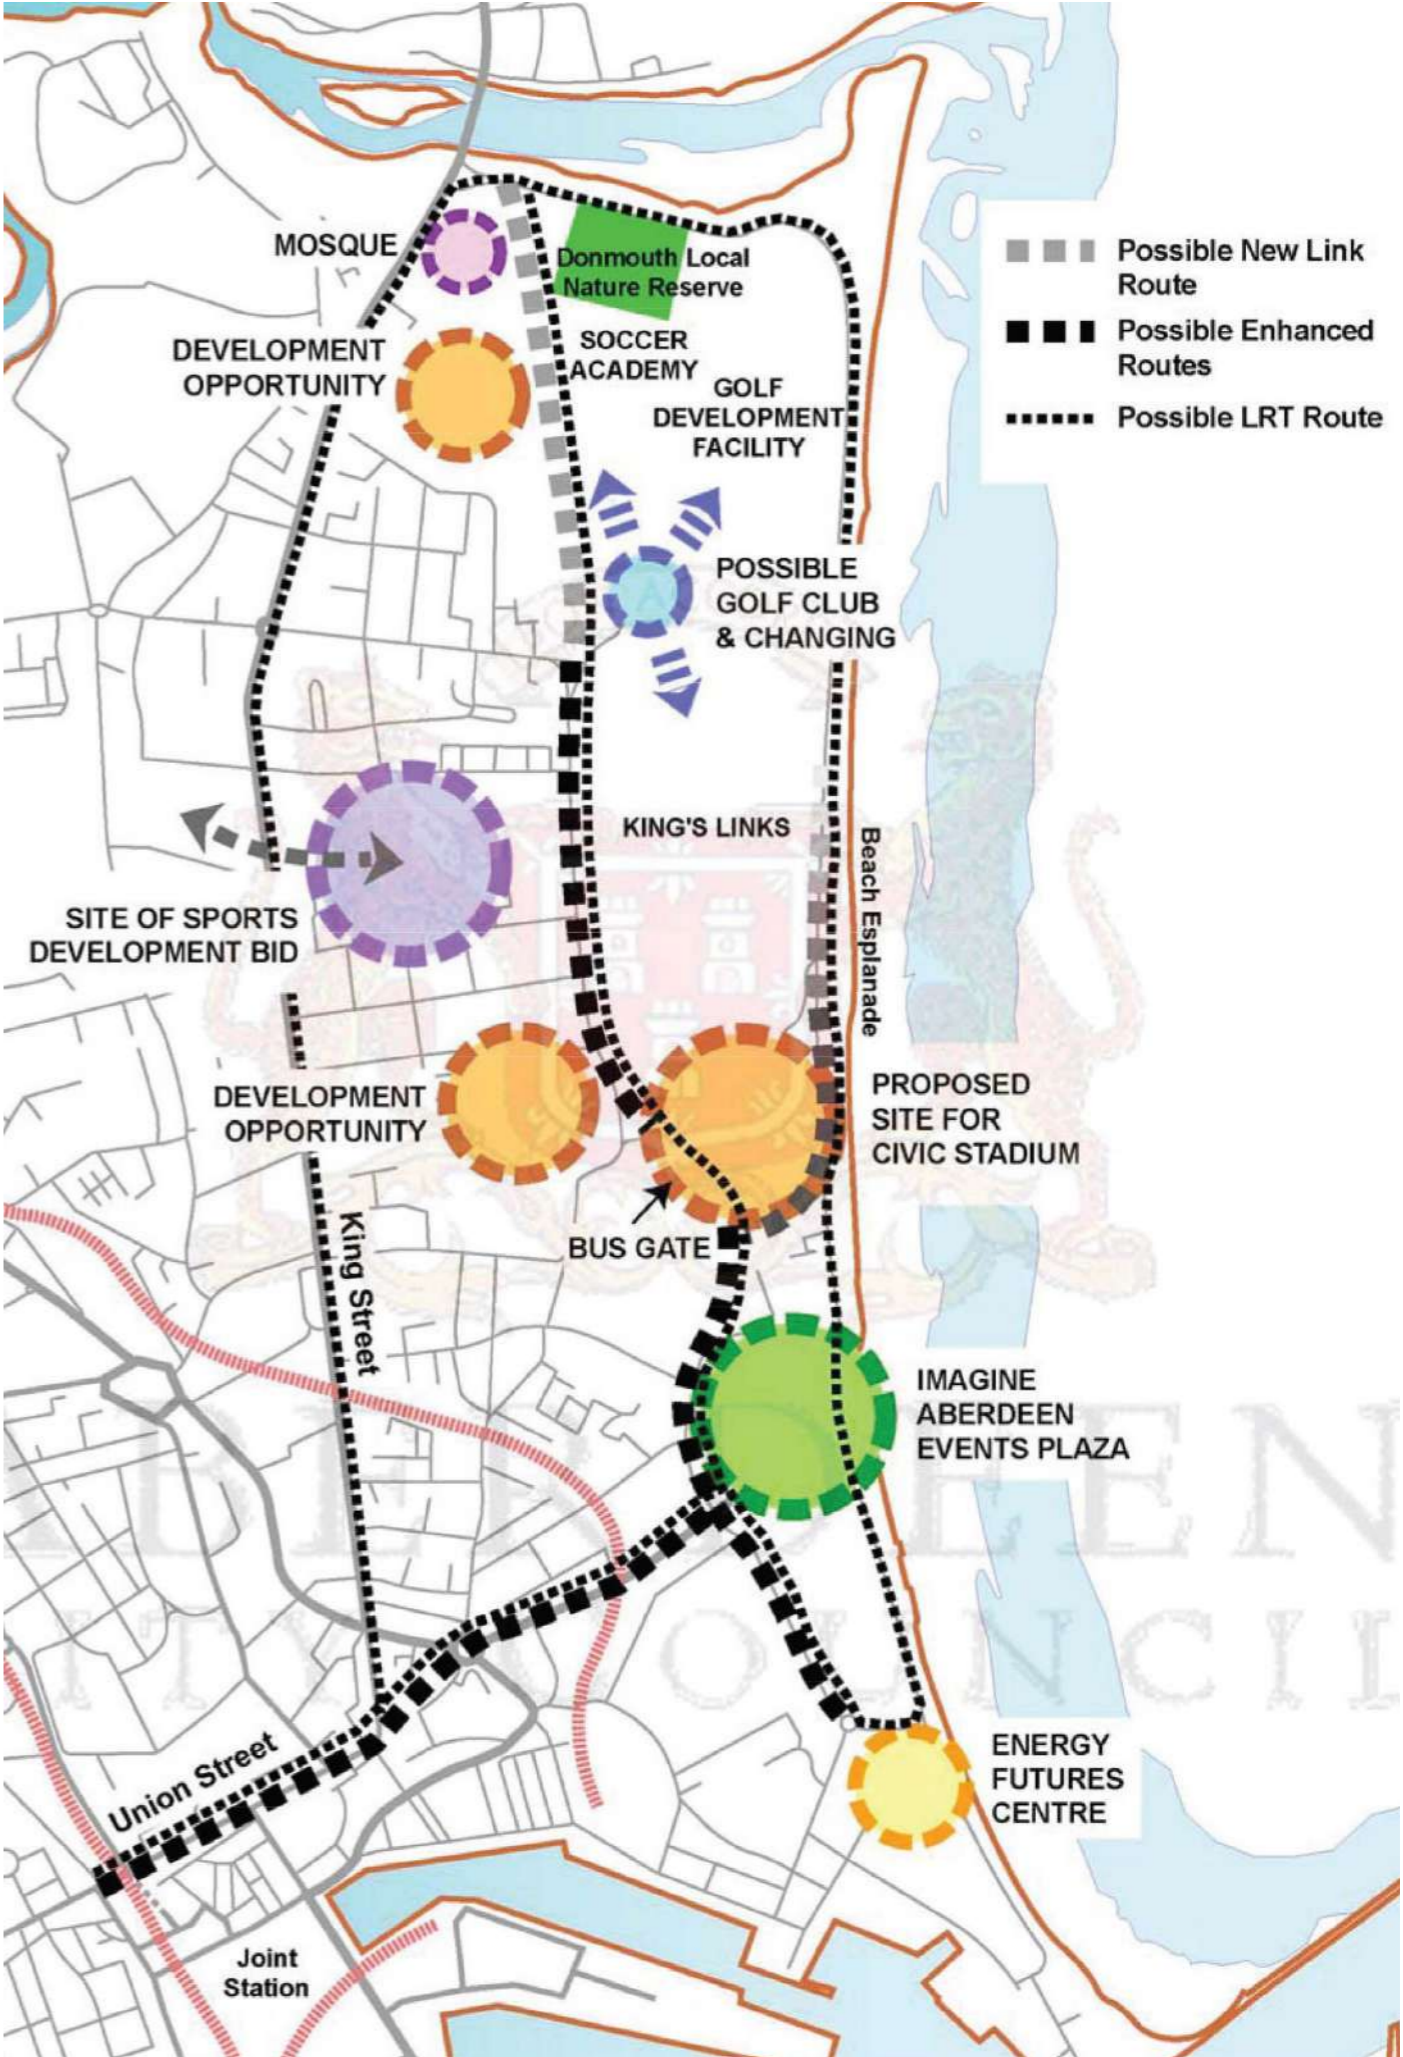 MOSQUE
Donmouth Local
Nature Reserve
Possible New Link
Route
Possible Enhanced
Routes
Possible LRT Route
DEVELOPMENT
OPPORTUNITY
SOCCER
ACADEMY
GOLF
DEVELOPMENT
FACILITY
POSSIBLE
GOLF CLUB
& CHANGING
KING'S LINKS
Beach Esplanade
SITE OF SPORTS
DEVELOPMENT BID
DEVELOPMENT
OPPORTUNITY
PROPOSED
SITE FOR
CIVIC STADIUM
BUS GATE
King Street
IMAGINE
ABERDEEN
EVENTS PLAZA
ABERDEEN
CITY COUNCIL
Union Street
ENERGY
FUTURES
CENTRE
Joint
Station